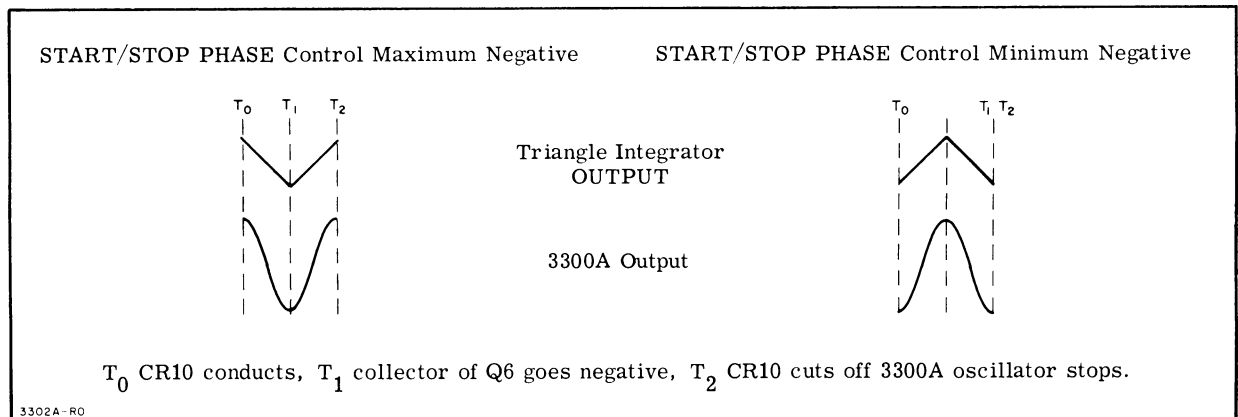 START/STOP PHASE Control Maximum Negative
START/STOP PHASE Control Minimum Negative
T0 T1 T2
T0 T1 T2
Triangle Integrator
OUTPUT
3300A Output
T0 CR10 conducts, T1 collector of Q6 goes negative, T2 CR10 cuts off 3300A oscillator stops.
3302A-RO